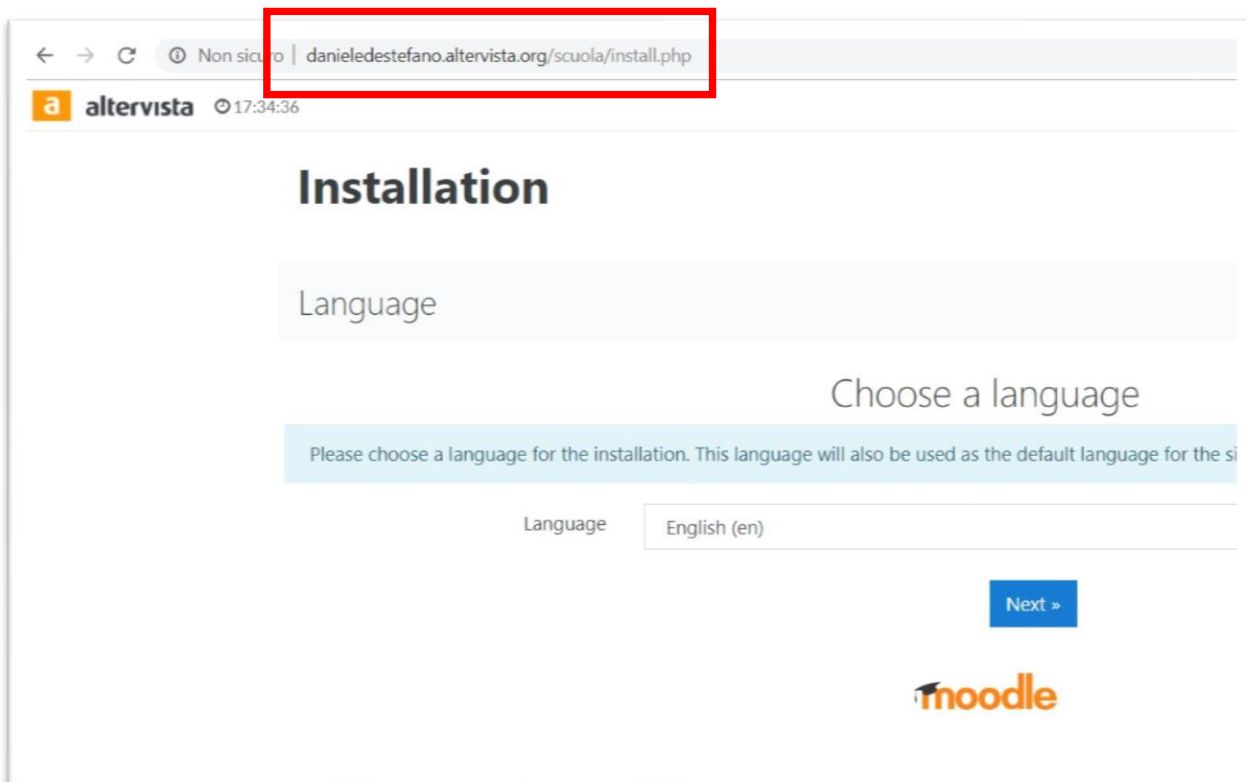 Non sicuro | danieledestefano.altervista.org/scuola/install.php
a altervista 17:34:36
Installation
Language
Choose a language
Please choose a language for the installation. This language will also be used as the default language for the si
Language English (en)
Next »
moodle